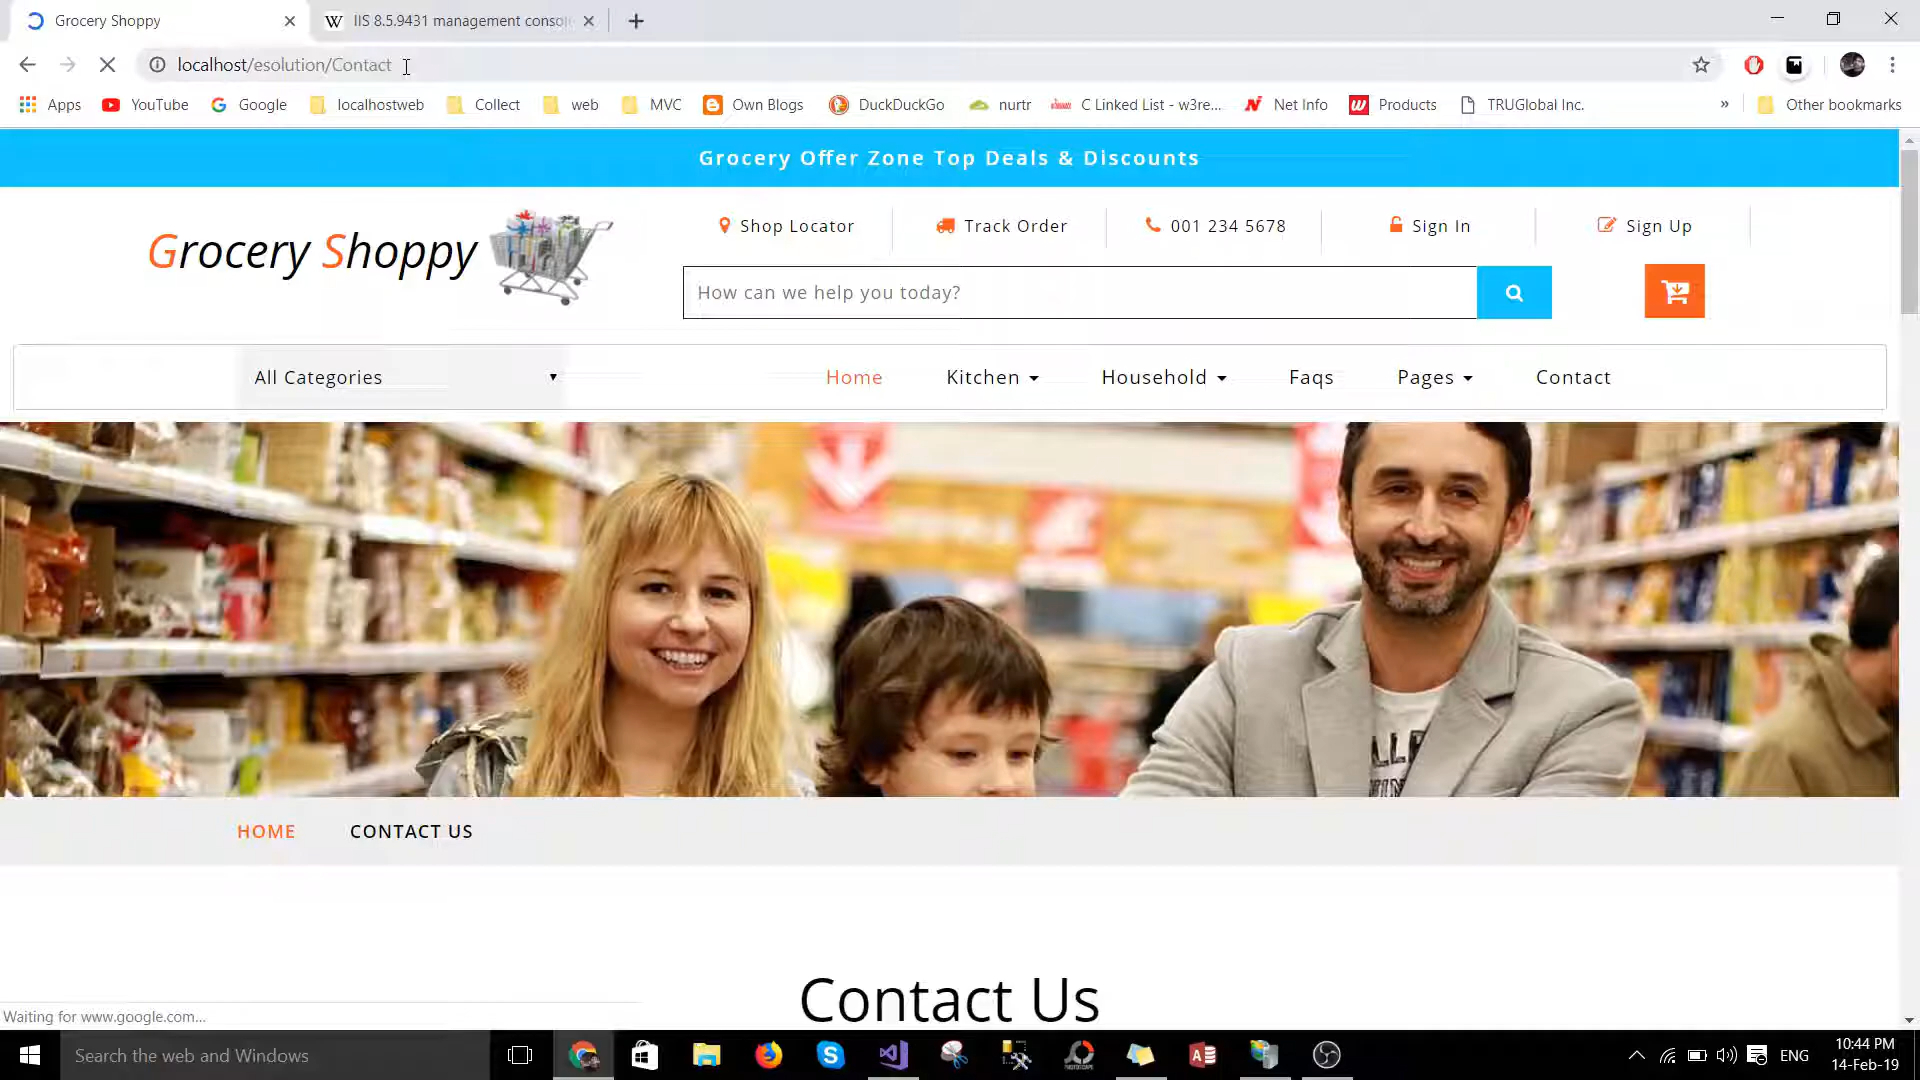 Grocery Shoppy
IIS 8.5.9431 management consol
localhost/esolution/Contact
Apps YouTube Google localhostweb Collect web MVC Own Blogs DuckDuckGo nurtr C Linked List - w3re... Net Info Products TRUGlobal Inc. » Other bookmarks
Grocery Offer Zone Top Deals & Discounts
Shop Locator Track Order 001 234 5678 Sign In Sign Up
Grocery Shoppy
How can we help you today?
All Categories Home Kitchen Household Faqs Pages Contact
HOME CONTACT US
Contact Us
Waiting for www.google.com...
Search the web and Windows
ENG
10:44 PM
14-Feb-19